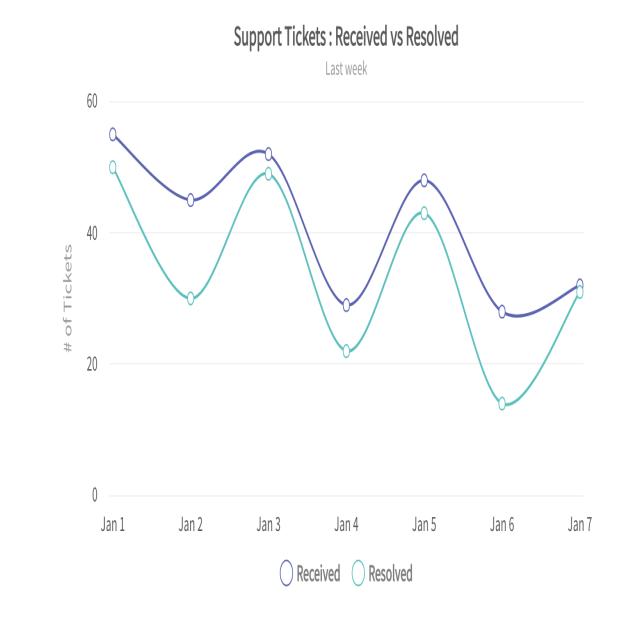 Support Tickets : Received vs Resolved
Last week
60
40
20
0
# of Tickets
Jan 1 Jan 2 Jan 3 Jan 4 Jan 5 Jan 6 Jan 7
Received Resolved